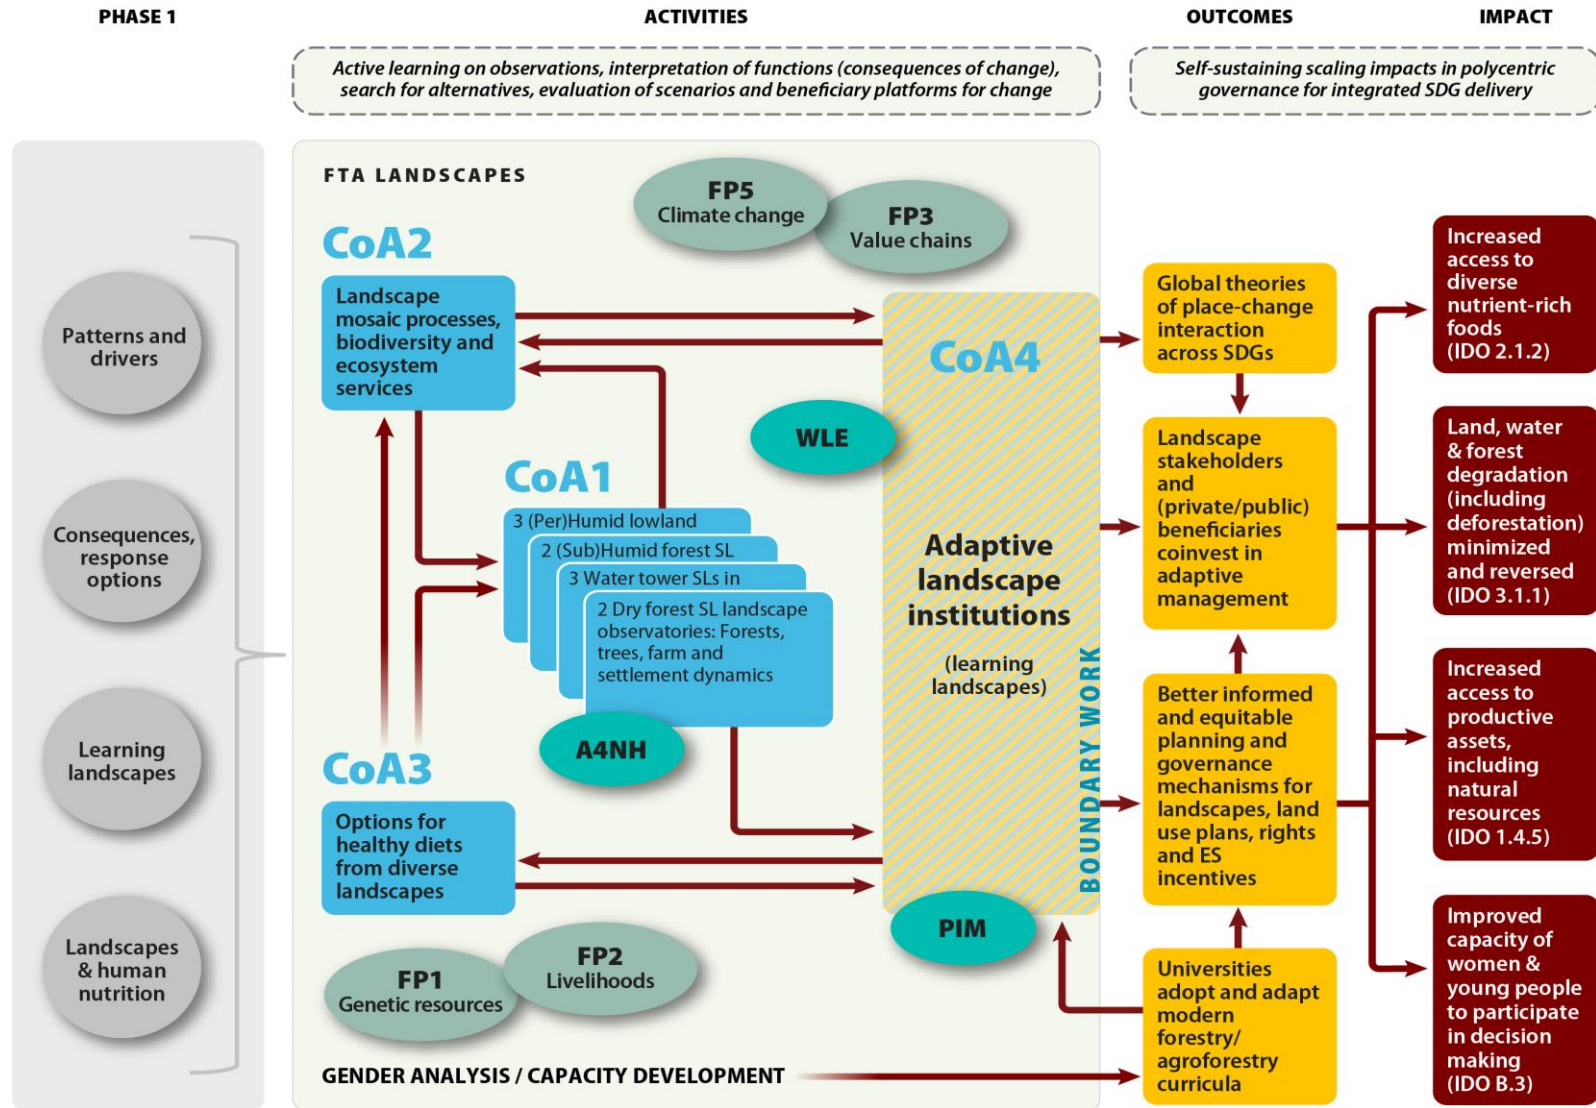 PHASE 1
ACTIVITIES
OUTCOMES
IMPACT
Active learning on observations, interpretation of functions (consequences of change),
search for alternatives, evaluation of scenarios and beneficiary platforms for change
Self-sustaining scaling impacts in polycentric
governance for integrated SDG delivery
Patterns and
drivers
Consequences,
response
options
Learning
landscapes
Landscapes
& human
nutrition
FTA LANDSCAPES
FP5
Climate change
FP3
Value chains
CoA2
Landscape
mosaic processes,
biodiversity and
ecosystem
services
CoA1
3 (Per)Humid lowland
2 (Sub)Humid forest SL
3 Water tower SLs in
2 Dry forest SL landscape
observatories: Forests,
trees, farm and
settlement dynamics
A4NH
WLE
CoA3
Options for
healthy diets
from diverse
landscapes
FP1
Genetic resources
FP2
Livelihoods
GENDER ANALYSIS / CAPACITY DEVELOPMENT
CoA4
Adaptive
landscape
institutions
(learning
landscapes)
BOUNDARY WORK
PIM
Global theories
of place-change
interaction
across SDGs
Landscape
stakeholders
and
(private/public)
beneficiaries
coinvest in
adaptive
management
Better informed
and equitable
planning and
governance
mechanisms for
landscapes, land
use plans, rights
and ES
incentives
Universities
adopt and adapt
modern
forestry/
agroforestry
curricula
Increased
access to
diverse
nutrient-rich
foods
(IDO 2.1.2)
Land, water
& forest
degradation
(including
deforestation)
minimized
and reversed
(IDO 3.1.1)
Increased
access to
productive
assets,
including
natural
resources
(IDO 1.4.5)
Improved
capacity of
women &
young people
to participate
in decision
making
(IDO B.3)